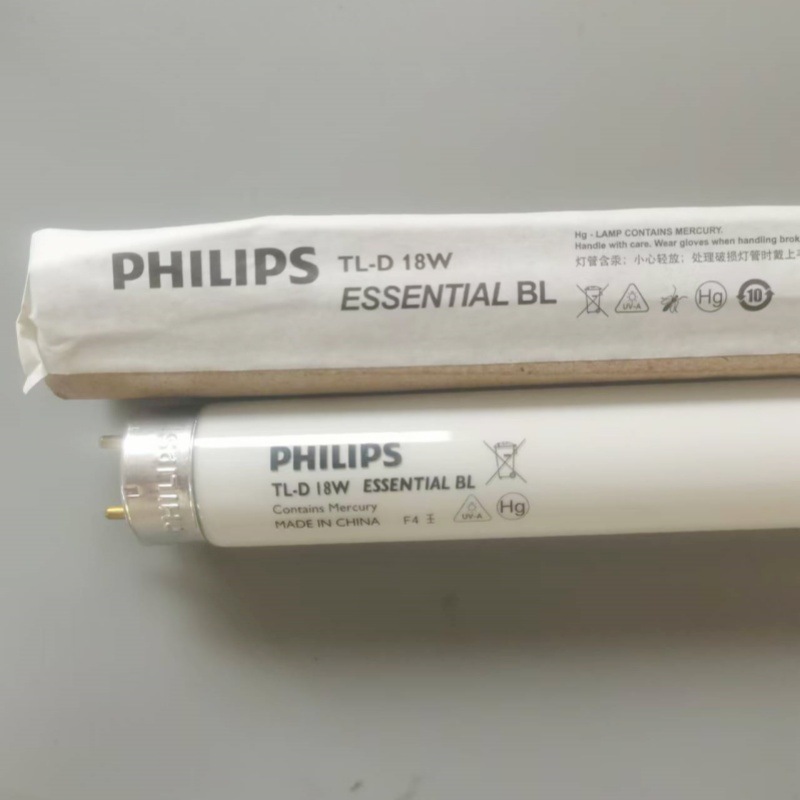 Hg - LAMP CONTAINS MERCURY.
Handle with care. Wear gloves when handling
灯管含汞：小心轻放；处理破损灯管时戴上
PHILIPS TL-D 18W
ESSENTIAL BL
UV-A Hg 10
PHILIPS
PHILIPS
TL-D 18W ESSENTIAL BL
Contains Mercury
MADE IN CHINA F4
UV-A Hg